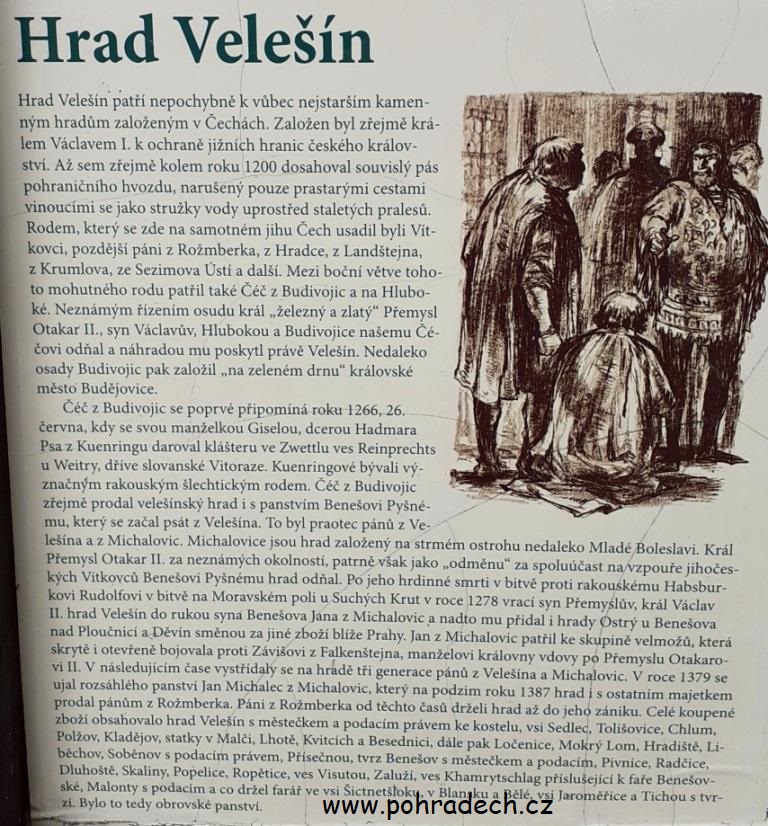 Hrad Velešín
Hrad Velešín patří nepochybně k vůbec nejstarším kamen-
ným hradům založeným v Čechách. Založen byl zřejmě krá-
lem Václavem I. k ochraně jižních hranic českého králov-
ství. Až sem zřejmě kolem roku 1200 dosahoval souvislý pás
pohraničního hvozdu, narušený pouze prastarými cestami
vinoucími se jako stružky vody uprostřed staletých pralesů.
Rodem, který se zde na samotném jihu Čech usadil byli Vít-
kovci, pozdější páni z Rožmberka, z Hradce, z Landštejna,
z Krumlova, ze Sezimova Ústí a další. Mezi boční větve toho-
to mohutného rodu patřil také Čéč z Budivojic a na Hlubo-
ké. Neznámým řízením osudu král „železný a zlatý“ Přemysl
Otakar II., syn Václavův, Hlubokou a Budivojice našemu Čé-
čovi odňal a náhradou mu poskytl právě Velešín. Nedaleko
osady Budivojic pak založil „na zeleném drnu“ královské
město Budějovice.
Čéč z Budivojic se poprvé připomíná roku 1266, 26.
června, kdy se svou manželkou Giselou, dcerou Hadmara
Psa z Kuenringu daroval klášteru ve Zwettlu ves Reinprechts
u Weitry, dříve slovanské Vitoraze. Kuenringové bývali vý-
značným rakouským šlechtickým rodem. Čéč z Budivojic
zřejmě prodal velešínský hrad i s panstvím Benešovi Pyšné-
mu, který se začal psát z Velešína. To byl praotec pánů z Ve-
lešína a z Michalovic. Michalovice jsou hrad založený na strmém ostrohu nedaleko Mladé Boleslavi. Král
Přemysl Otakar II. za neznámých okolností, patrně však jako „odměnu“ za spoluúčast na vzpouře jihočes-
kých Vítkovců Benešovi Pyšnému hrad odňal. Po jeho hrdinné smrti v bitvě proti rakouskému Habsbur-
kovi Rudolfovi v bitvě na Moravském poli u Suchých Krut v roce 1278 vrací syn Přemyslův, král Václav
II. hrad Velešín do rukou syna Benešova Jana z Michalovic a nadto mu přidal i hrady Ostrý u Benešova
nad Ploučnicí a Děvín směnou za jiné zboží blíže Prahy. Jan z Michalovic patřil ke skupině velmožů, která
skrytě i otevřeně bojovala proti Závišovi z Falkenštejna, manželovi královny vdovy po Přemyslu Otakaro-
vi II. V následujícím čase vystřídaly se na hradě tři generace pánů z Velešína a Michalovic. V roce 1379 se
ujal rozsáhlého panství Jan Michalec z Michalovic, který na podzim roku 1387 hrad i s ostatním majetkem
prodal pánům z Rožmberka. Páni z Rožmberka od těchto časů drželi hrad až do jeho zániku. Celé koupené
zboží obsahovalo hrad Velešín s městečkem a podacím právem ke kostelu, vsi Sedlec, Tolišovice, Chlum,
Polžov, Kladějov, statky v Malči, Lhotě, Kvitcích a Besednici, dále pak Ločenice, Mokrý Lom, Hradiště, Li-
běchov, Soběnov s podacím právem, Přísečnou, tvrz Benešov s městečkem a podacím, Pivnice, Radčice,
Dluhoště, Skaliny, Popelice, Ropětice, ves Visutou, Zaluží, ves Khamrytschlag příslušející k faře Benešov-
ské, Malonty s podacím a co držel farář ve vsi Šictnetšloku, v Blansku a Bělé, vsi Jaroměřice a Tichou s tvr-
zí. Bylo to tedy obrovské panství.
www.pohradech.cz